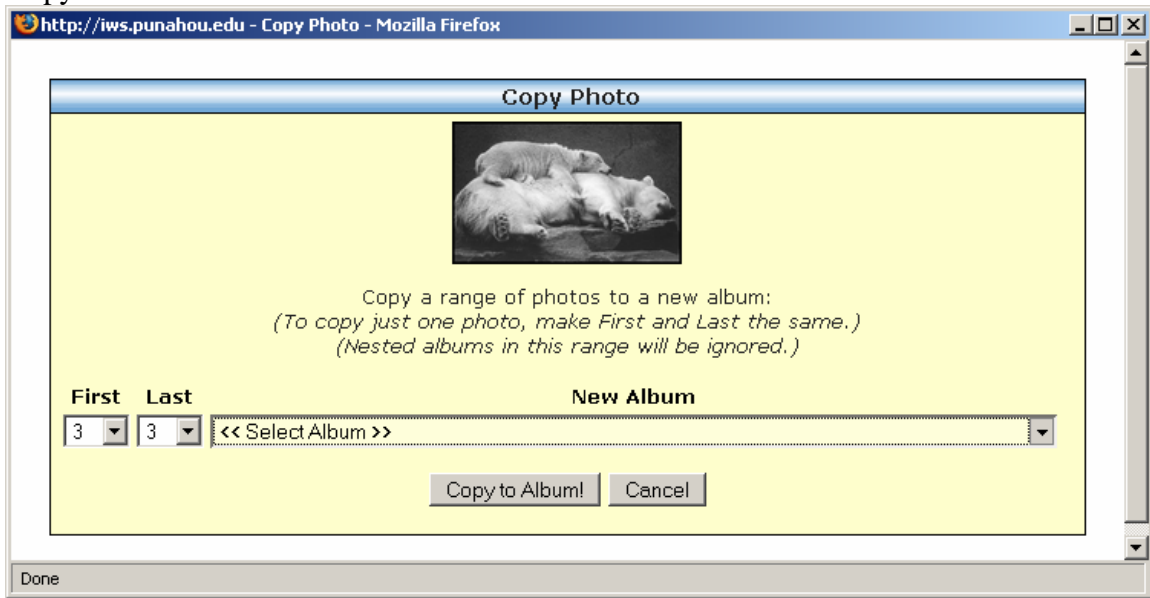 http://iws.punahou.edu - Copy Photo - Mozilla Firefox
Copy Photo
Copy a range of photos to a new album:
(To copy just one photo, make First and Last the same.)
(Nested albums in this range will be ignored.)
First Last New Album
3 3 << Select Album >>
Copy to Album! Cancel
Done